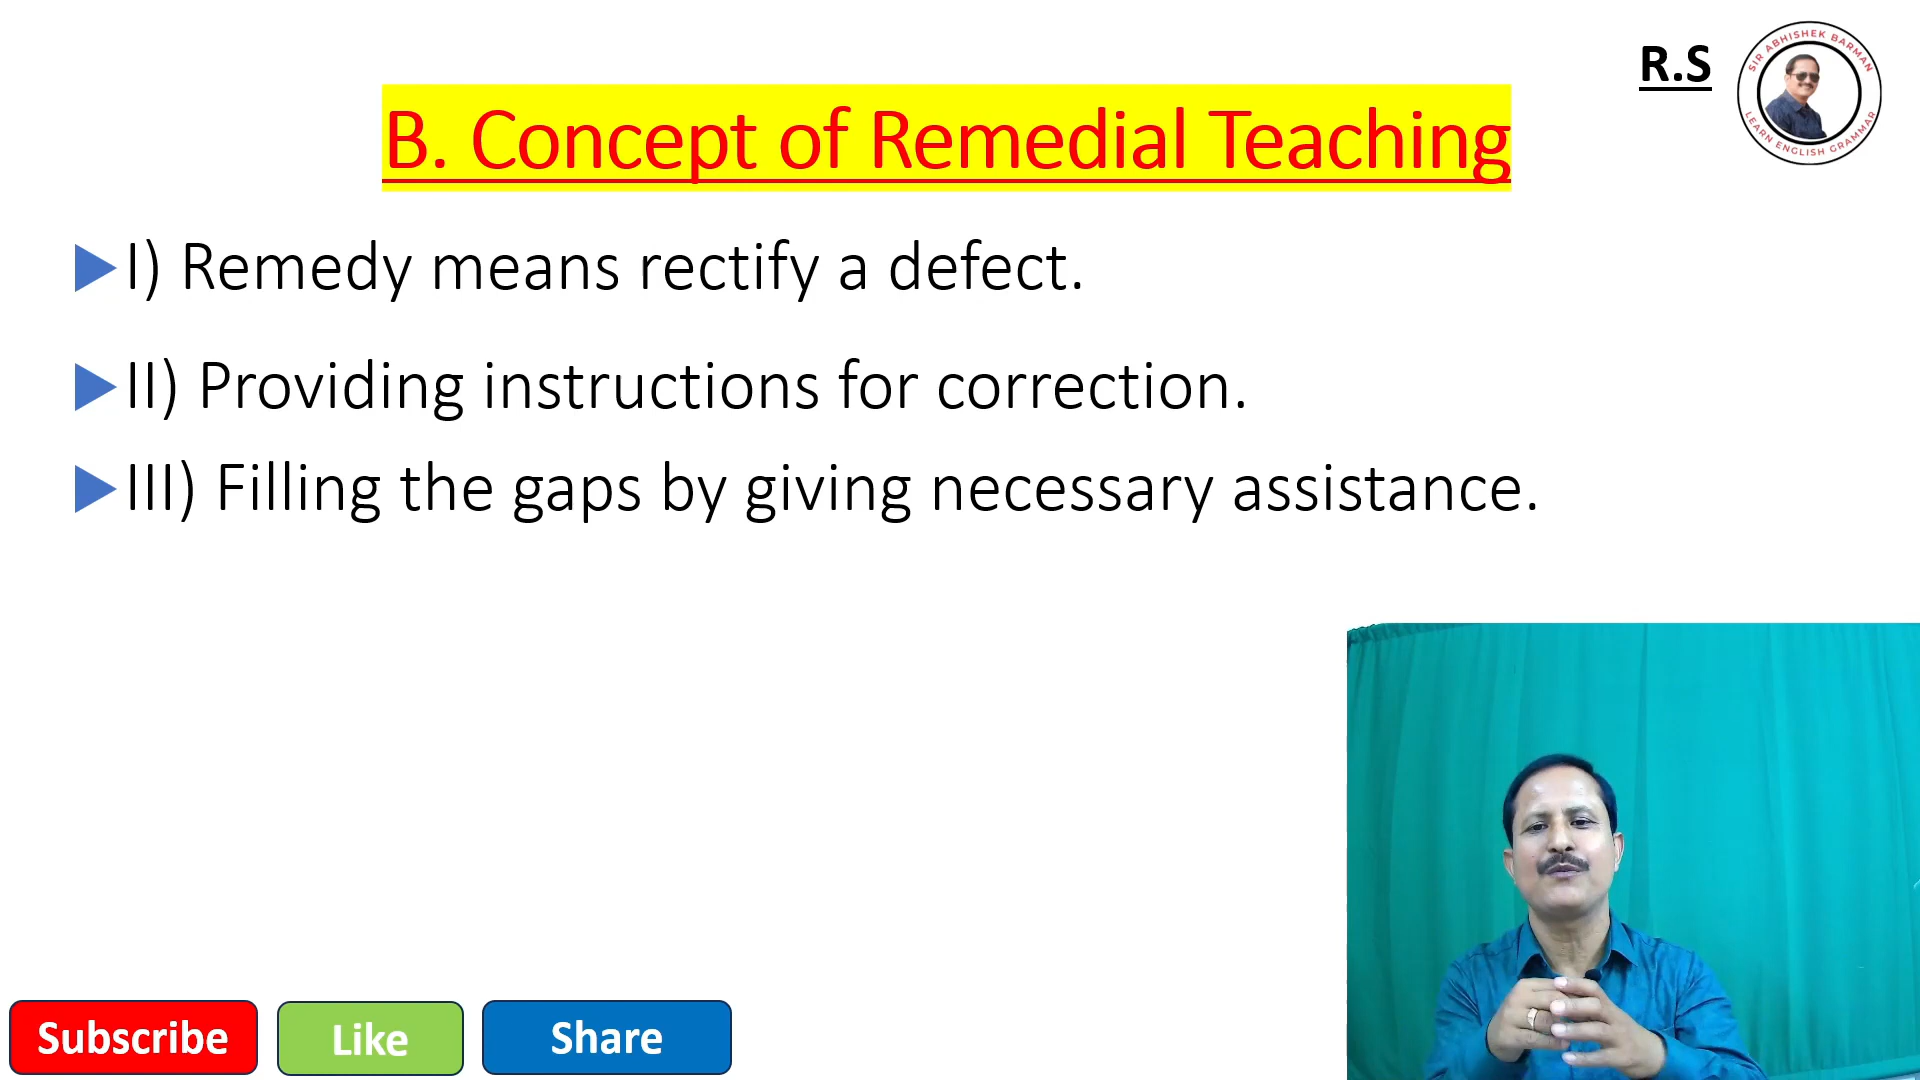 R.S
SIR ABHISHEK BARMAN
LEARN ENGLISH GRAMMAR
B. Concept of Remedial Teaching
I) Remedy means rectify a defect.
II) Providing instructions for correction.
III) Filling the gaps by giving necessary assistance.
Subscribe
Like
Share